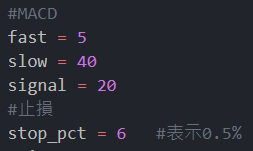 #MACD
fast = 5
slow = 40
signal = 20
#止損
stop_pct = 6   #表示0.5%